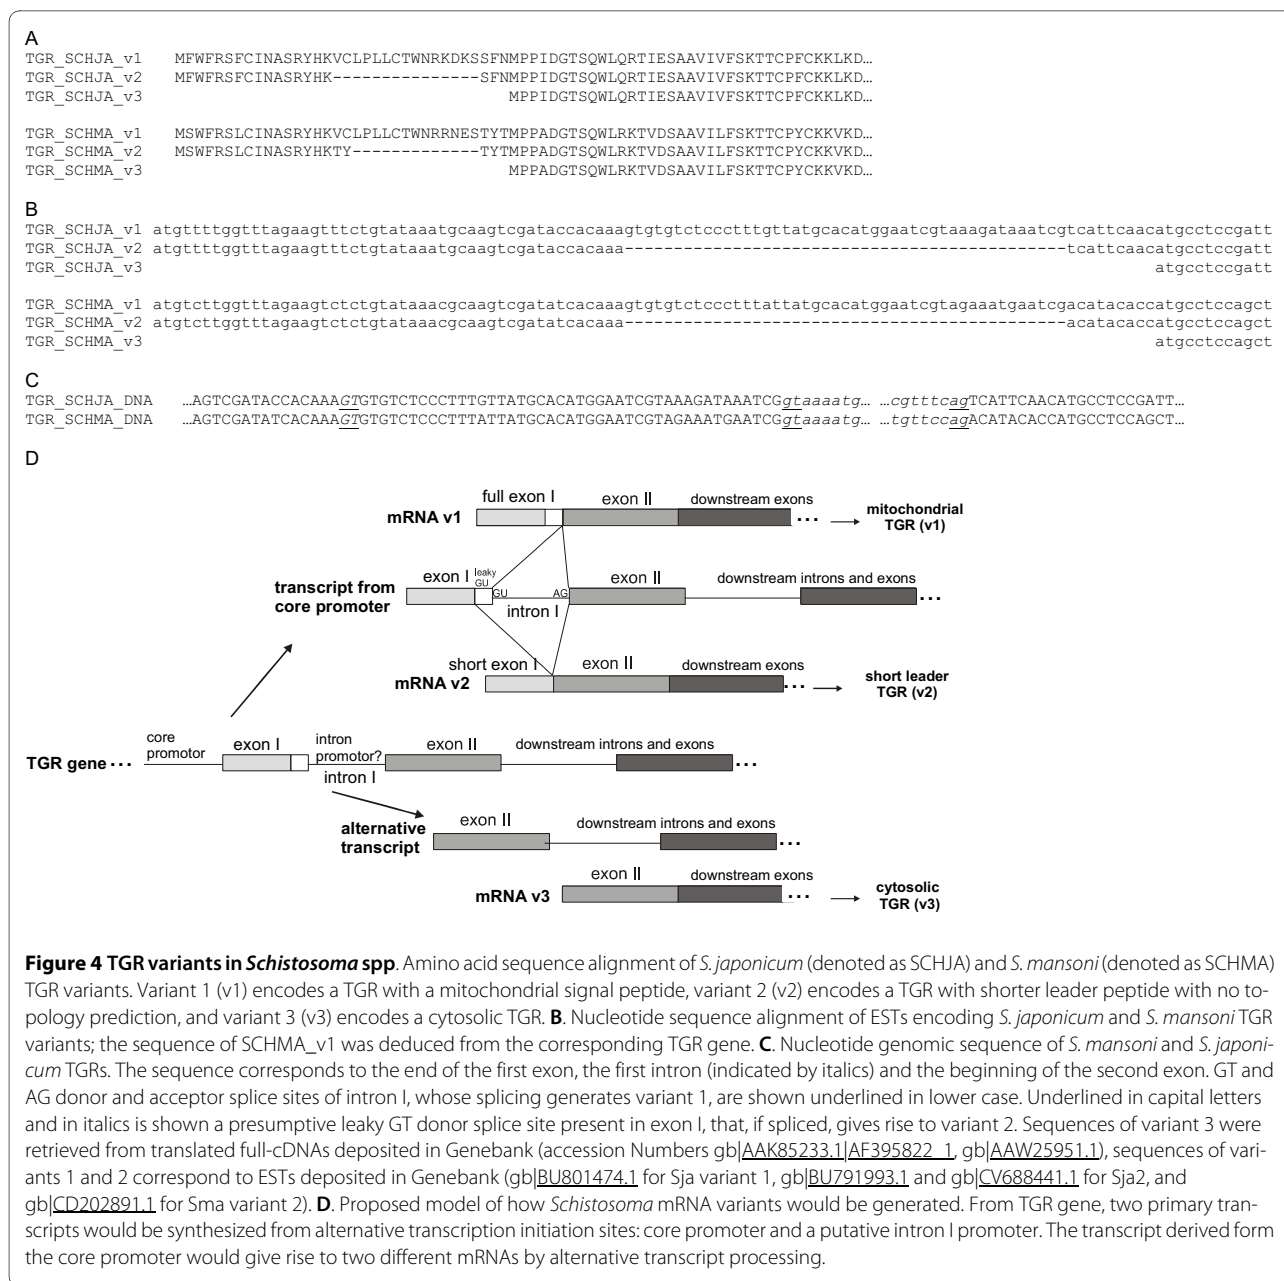 A
TGR_SCHJA_v1 MFWFRSFCINASRYHKVCLPLLCTWNRKDKSSFNMPPIDGTSQWLQRTIESAAVIVFSKTTCPFCKKLKD…
TGR_SCHJA_v2 MFWFRSFCINASRYHK---------------SFNMPPIDGTSQWLQRTIESAAVIVFSKTTCPFCKKLKD…
TGR_SCHJA_v3 MPPIDGTSQWLQRTIESAAVIVFSKTTCPFCKKLKD…
TGR_SCHMA_v1 MSWFRSLCINASRYHKVCLPLLCTWNRRNESTYTMPPADGTSQWLRKTVDSAAVILFSKTTCPYCKKVKD…
TGR_SCHMA_v2 MSWFRSLCINASRYHKTY-------------TYTMPPADGTSQWLRKTVDSAAVILFSKTTCPYCKKVKD…
TGR_SCHMA_v3 MPPADGTSQWLRKTVDSAAVILFSKTTCPYCKKVKD…
B
TGR_SCHJA_v1 atgttttggtttagaagtttctgtataaatgcaagtcgataccacaaagtgtgtctccctttgttatgcacatggaatcgtaaagataaatcgtcattcaacatgcctccgatt
TGR_SCHJA_v2 atgttttggtttagaagtttctgtataaatgcaagtcgataccacaaa---------------------------------------------tcattcaacatgcctccgatt
TGR_SCHJA_v3 atgcctccgatt
TGR_SCHMA_v1 atgtcttggtttagaagtctctgtataaacgcaagtcgatatcacaaagtgtgtctccctttattatgcacatggaatcgtagaaatgaatcgacatacaccatgcctccagct
TGR_SCHMA_v2 atgtcttggtttagaagtctctgtataaacgcaagtcgatatcacaaa---------------------------------------------acatacaccatgcctccagct
TGR_SCHMA_v3 atgcctccagct
C
TGR_SCHJA_DNA …AGTCGATACCACAAAGTGTGTCTCCCTTTGTTATGCACATGGAATCGTAAAGATAAATCGgtaaaatg… …cgtttcagTCATTCAACATGCCTCCGATT…
TGR_SCHMA_DNA …AGTCGATATCACAAAGTGTGTCTCCCTTTATTATGCACATGGAATCGTAGAAATGAATCGgtaaaatg… …tgttccagACATACACCATGCCTCCAGCT…
D
full exon I exon II downstream exons
mRNA v1 ... mitochondrial
TGR (v1)
exon I leaky GU exon II downstream introns and exons
transcript from
core promoter GU AG ...
intron I
short exon I exon II downstream exons
mRNA v2 ... short leader
TGR (v2)
core
promotor exon I intron
promotor? exon II downstream introns and exons
TGR gene ... ...
intron I
exon II downstream introns and exons
alternative
transcript ...
exon II downstream exons
mRNA v3 ... cytosolic
TGR (v3)
Figure 4 TGR variants in Schistosoma spp. Amino acid sequence alignment of S. japonicum (denoted as SCHJA) and S. mansoni (denoted as SCHMA)
TGR variants. Variant 1 (v1) encodes a TGR with a mitochondrial signal peptide, variant 2 (v2) encodes a TGR with shorter leader peptide with no to-
pology prediction, and variant 3 (v3) encodes a cytosolic TGR. B. Nucleotide sequence alignment of ESTs encoding S. japonicum and S. mansoni TGR
variants; the sequence of SCHMA_v1 was deduced from the corresponding TGR gene. C. Nucleotide genomic sequence of S. mansoni and S. japoni-
cum TGRs. The sequence corresponds to the end of the first exon, the first intron (indicated by italics) and the beginning of the second exon. GT and
AG donor and acceptor splice sites of intron I, whose splicing generates variant 1, are shown underlined in lower case. Underlined in capital letters
and in italics is shown a presumptive leaky GT donor splice site present in exon I, that, if spliced, gives rise to variant 2. Sequences of variant 3 were
retrieved from translated full-cDNAs deposited in Genebank (accession Numbers gb|AAK85233.1|AF395822_1, gb|AAW25951.1), sequences of vari-
ants 1 and 2 correspond to ESTs deposited in Genebank (gb|BU801474.1 for Sja variant 1, gb|BU791993.1 and gb|CV688441.1 for Sja2, and
gb|CD202891.1 for Sma variant 2). D. Proposed model of how Schistosoma mRNA variants would be generated. From TGR gene, two primary tran-
scripts would be synthesized from alternative transcription initiation sites: core promoter and a putative intron I promoter. The transcript derived form
the core promoter would give rise to two different mRNAs by alternative transcript processing.